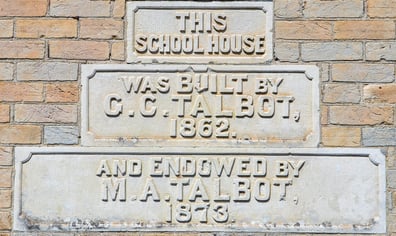 THIS
SCHOOL HOUSE
WAS BUILT BY
G. C. TALBOT,
1862.
AND ENDOWED BY
M. A. TALBOT,
1873.